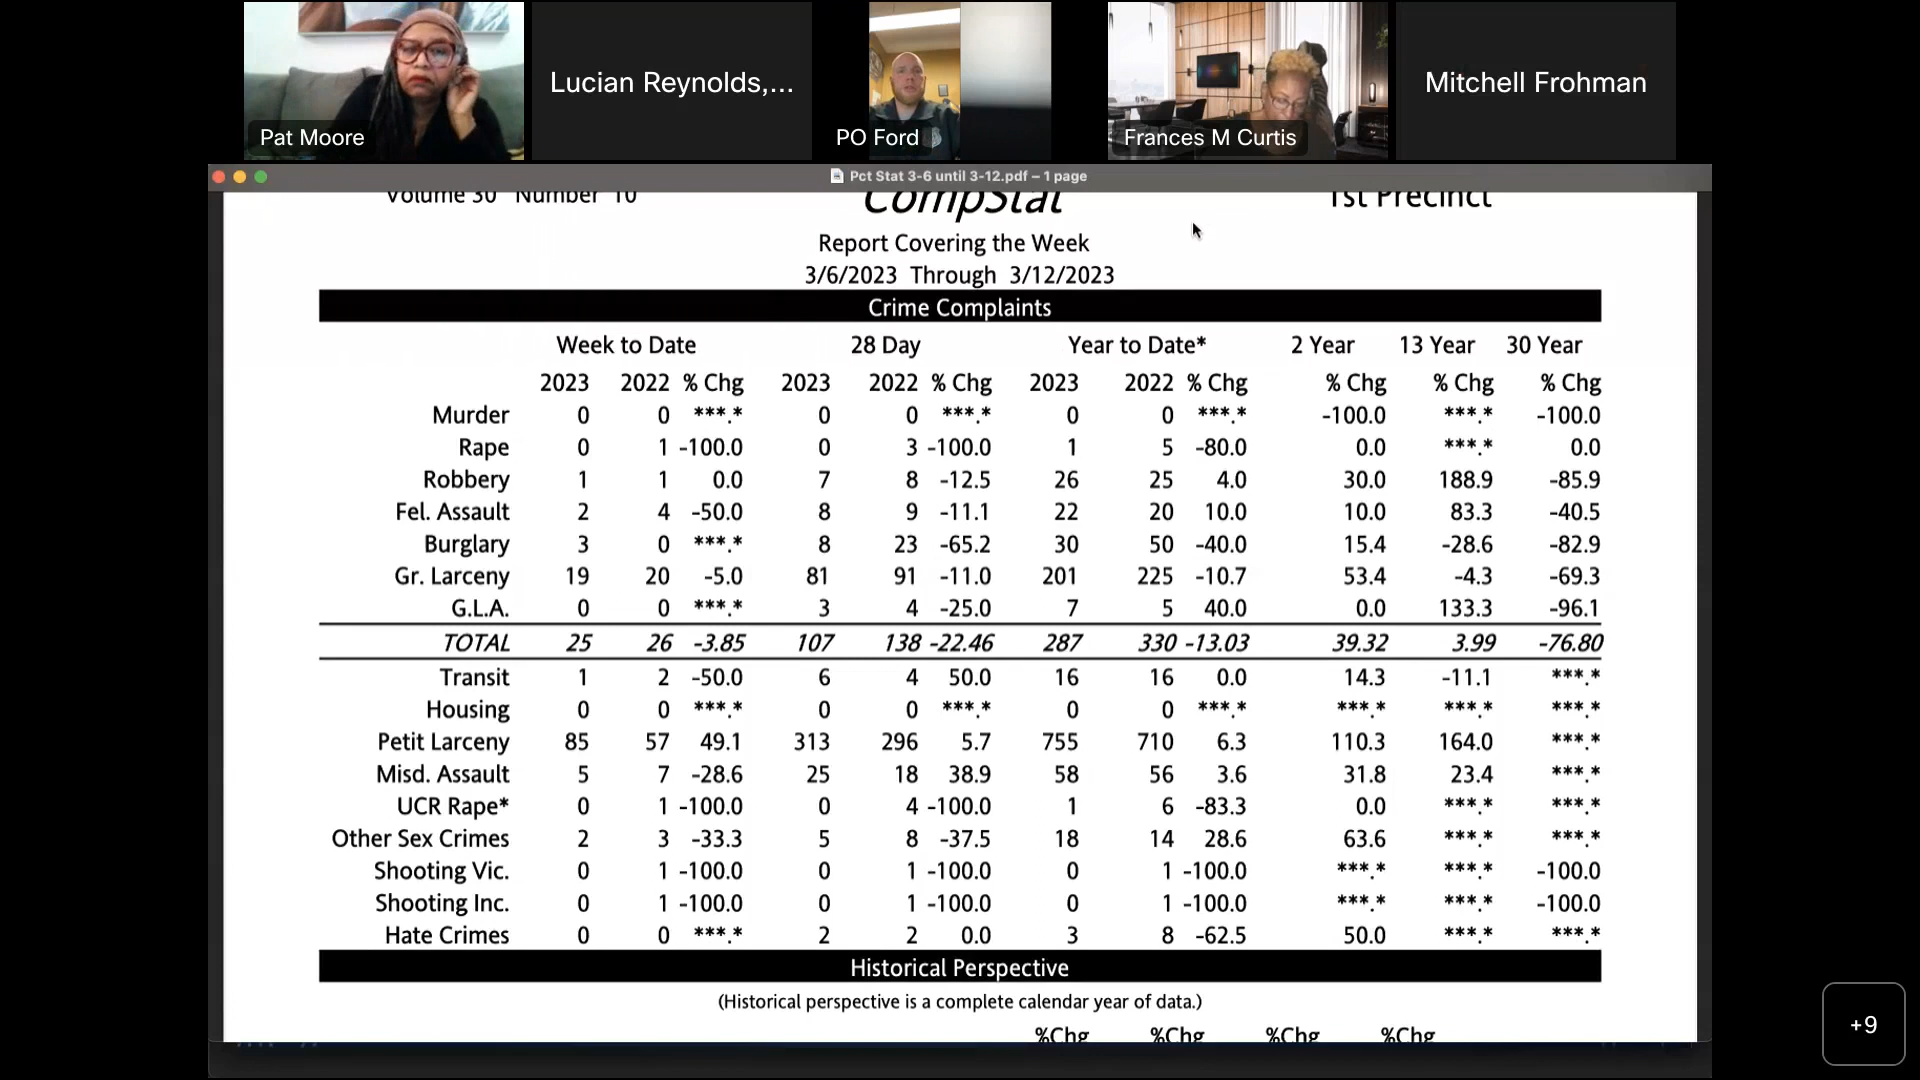 Pat Moore
Lucian Reynolds,...
PO Ford
Frances M Curtis
Mitchell Frohman
Pct Stat 3-6 until 3-12.pdf – 1 page
Volume 30 Number 10 CompStat 1st Precinct
Report Covering the Week
3/6/2023 Through 3/12/2023
Crime Complaints
Week to Date 28 Day Year to Date* 2 Year 13 Year 30 Year
2023 2022 % Chg 2023 2022 % Chg 2023 2022 % Chg % Chg % Chg % Chg
Murder 0 0 ***.* 0 0 ***.* 0 0 ***.* -100.0 ***.* -100.0
Rape 0 1 -100.0 0 3 -100.0 1 5 -80.0 0.0 ***.* 0.0
Robbery 1 1 0.0 7 8 -12.5 26 25 4.0 30.0 188.9 -85.9
Fel. Assault 2 4 -50.0 8 9 -11.1 22 20 10.0 10.0 83.3 -40.5
Burglary 3 0 ***.* 8 23 -65.2 30 50 -40.0 15.4 -28.6 -82.9
Gr. Larceny 19 20 -5.0 81 91 -11.0 201 225 -10.7 53.4 -4.3 -69.3
G.L.A. 0 0 ***.* 3 4 -25.0 7 5 40.0 0.0 133.3 -96.1
TOTAL 25 26 -3.85 107 138 -22.46 287 330 -13.03 39.32 3.99 -76.80
Transit 1 2 -50.0 6 4 50.0 16 16 0.0 14.3 -11.1 ***.*
Housing 0 0 ***.* 0 0 ***.* 0 0 ***.* ***.* ***.* ***.*
Petit Larceny 85 57 49.1 313 296 5.7 755 710 6.3 110.3 164.0 ***.*
Misd. Assault 5 7 -28.6 25 18 38.9 58 56 3.6 31.8 23.4 ***.*
UCR Rape* 0 1 -100.0 0 4 -100.0 1 6 -83.3 0.0 ***.* ***.*
Other Sex Crimes 2 3 -33.3 5 8 -37.5 18 14 28.6 63.6 ***.* ***.*
Shooting Vic. 0 1 -100.0 0 1 -100.0 0 1 -100.0 ***.* ***.* -100.0
Shooting Inc. 0 1 -100.0 0 1 -100.0 0 1 -100.0 ***.* ***.* -100.0
Hate Crimes 0 0 ***.* 2 2 0.0 3 8 -62.5 50.0 ***.* ***.*
Historical Perspective
(Historical perspective is a complete calendar year of data.)
%Chg %Chg %Chg %Chg
+9